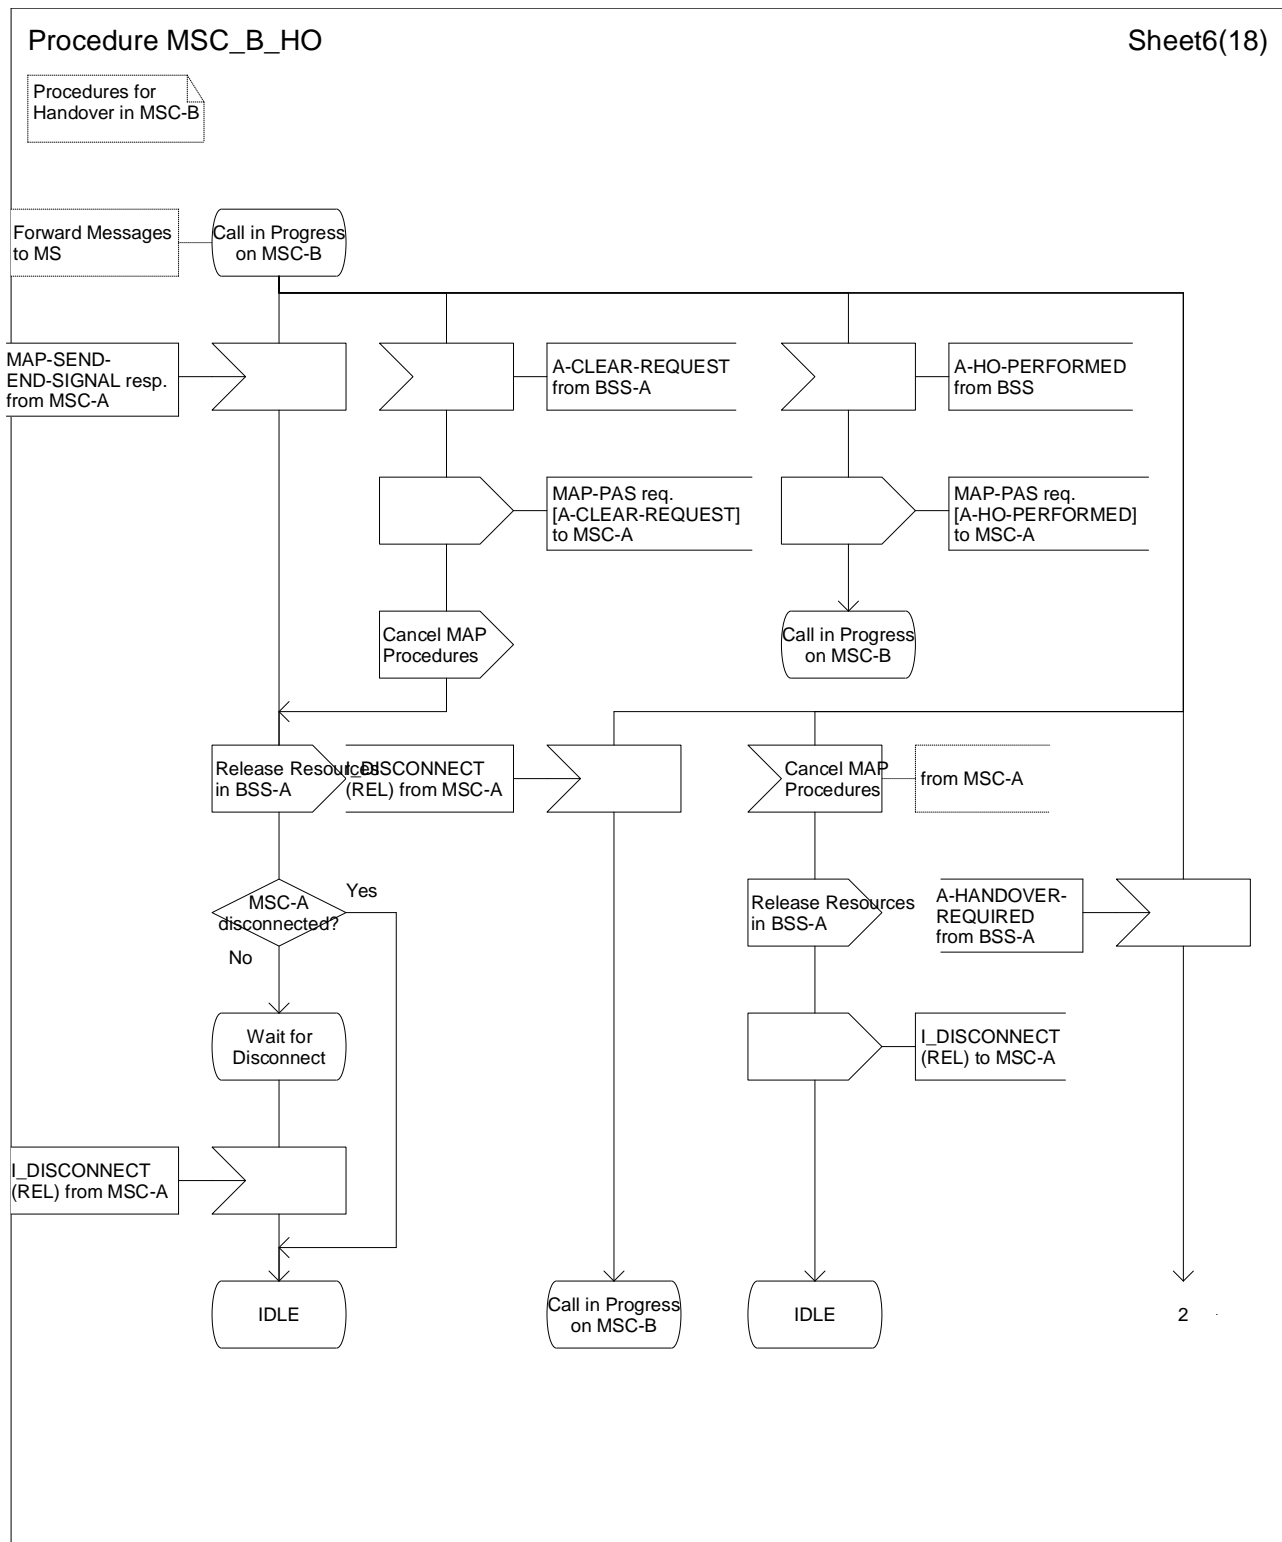 Procedure MSC_B_HO
Sheet6(18)
Procedures for
Handover in MSC-B
Forward Messages
to MS
Call in Progress
on MSC-B
MAP-SEND-
END-SIGNAL resp.
from MSC-A
A-CLEAR-REQUEST
from BSS-A
A-HO-PERFORMED
from BSS
MAP-PAS req.
[A-CLEAR-REQUEST]
to MSC-A
MAP-PAS req.
[A-HO-PERFORMED]
to MSC-A
Cancel MAP
Procedures
Call in Progress
on MSC-B
Release Resources
in BSS-A
I_DISCONNECT
(REL) from MSC-A
Cancel MAP
Procedures
from MSC-A
MSC-A
disconnected?
Yes
No
Release Resources
in BSS-A
A-HANDOVER-
REQUIRED
from BSS-A
Wait for
Disconnect
I_DISCONNECT
(REL) to MSC-A
I_DISCONNECT
(REL) from MSC-A
IDLE
Call in Progress
on MSC-B
IDLE
2